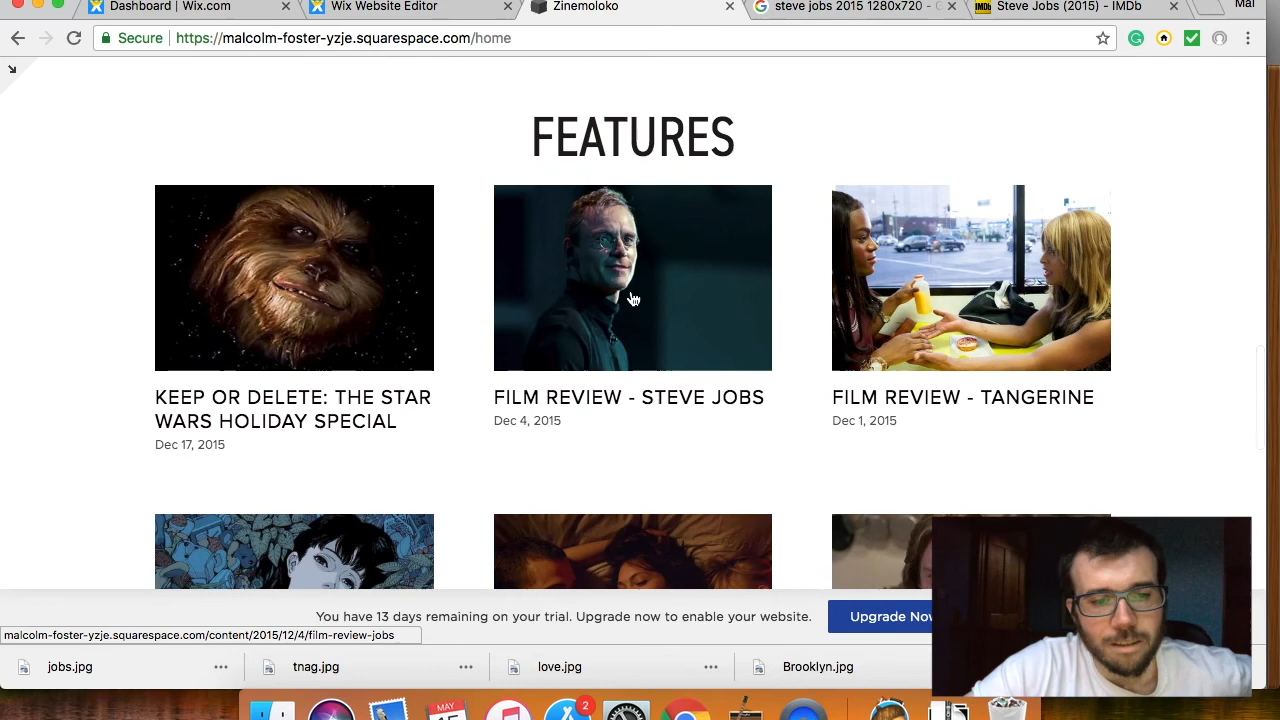 Dashboard | Wix.com
Wix Website Editor
Zinemoloko
steve jobs 2015 1280x720 -
Steve Jobs (2015) - IMDb
Mal
Secure
https://malcolm-foster-yzje.squarespace.com/home
FEATURES
KEEP OR DELETE: THE STAR
WARS HOLIDAY SPECIAL
Dec 17, 2015
FILM REVIEW - STEVE JOBS
Dec 4, 2015
FILM REVIEW - TANGERINE
Dec 1, 2015
You have 13 days remaining on your trial. Upgrade now to enable your website.
Upgrade Now
malcolm-foster-yzje.squarespace.com/content/2015/12/4/film-review-jobs
jobs.jpg
tnag.jpg
love.jpg
Brooklyn.jpg
MAY
2